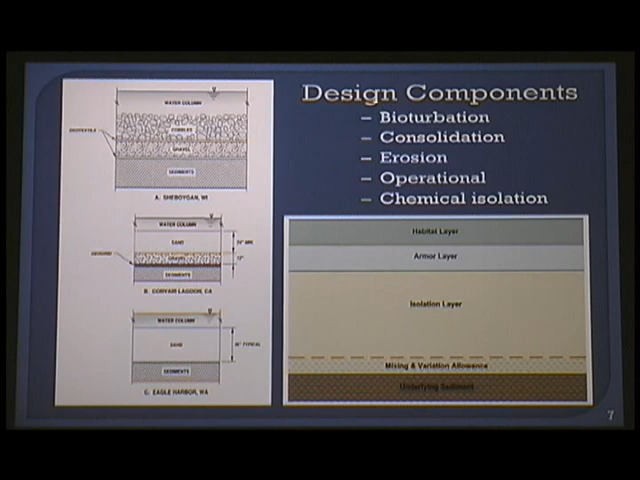 Design Components
– Bioturbation
– Consolidation
– Erosion
– Operational
– Chemical isolation
WATER COLUMN
COBBLES
GEOTEXTILE
GRAVEL
SEDIMENTS
A. SHEBOYGAN, WI
WATER COLUMN
SAND
GRAVEL
12"
SEDIMENTS
B. CONVAIR LAGOON, CA
WATER COLUMN
SAND
SEDIMENTS
C. EAGLE HARBOR, WA
Habitat Layer
Armor Layer
Isolation Layer
Mixing & Variation Allowance
Underlying Sediment
7